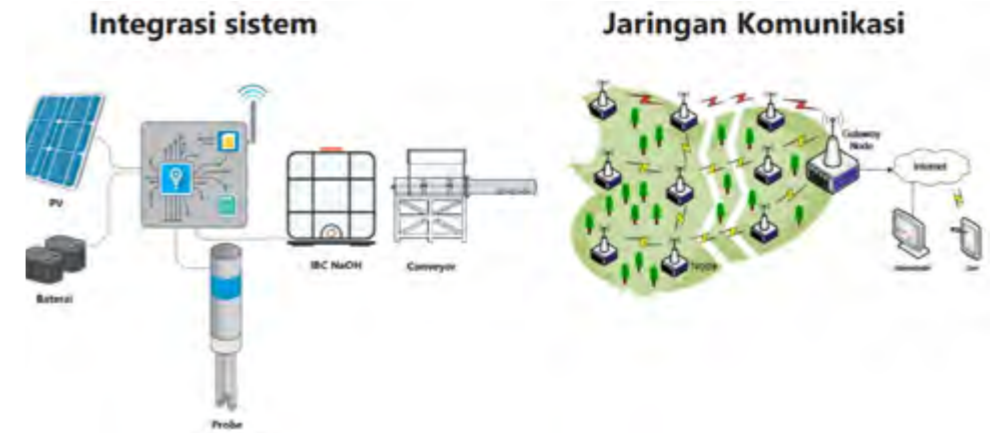 Integrasi sistem
Jaringan Komunikasi
PV
Baterai
IBC NaOH
Conveyor
Probe
Gateway
Node
Internet
Node